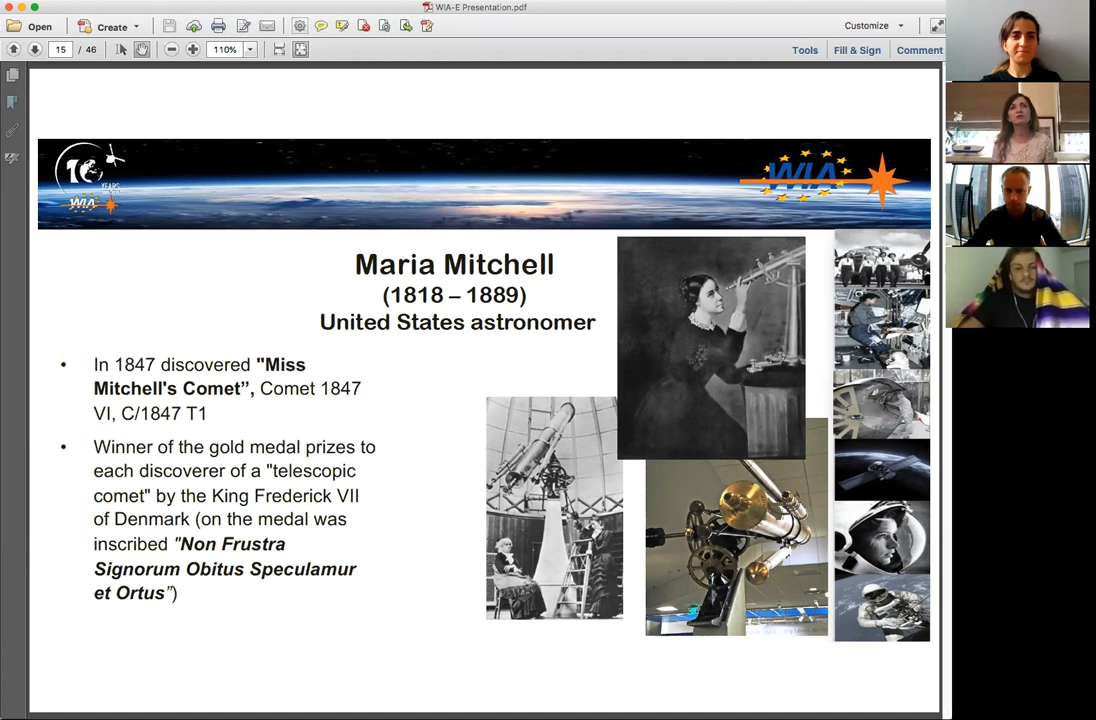 WIA-E Presentation.pdf
Open
Create
Customize
15 / 46
110%
Tools
Fill & Sign
Comment
10
YEARS
WIA
WIA
Maria Mitchell
(1818 – 1889)
United States astronomer
• In 1847 discovered "Miss
Mitchell's Comet”, Comet 1847
VI, C/1847 T1
• Winner of the gold medal prizes to
each discoverer of a "telescopic
comet" by the King Frederick VII
of Denmark (on the medal was
inscribed "Non Frustra
Signorum Obitus Speculamur
et Ortus”)